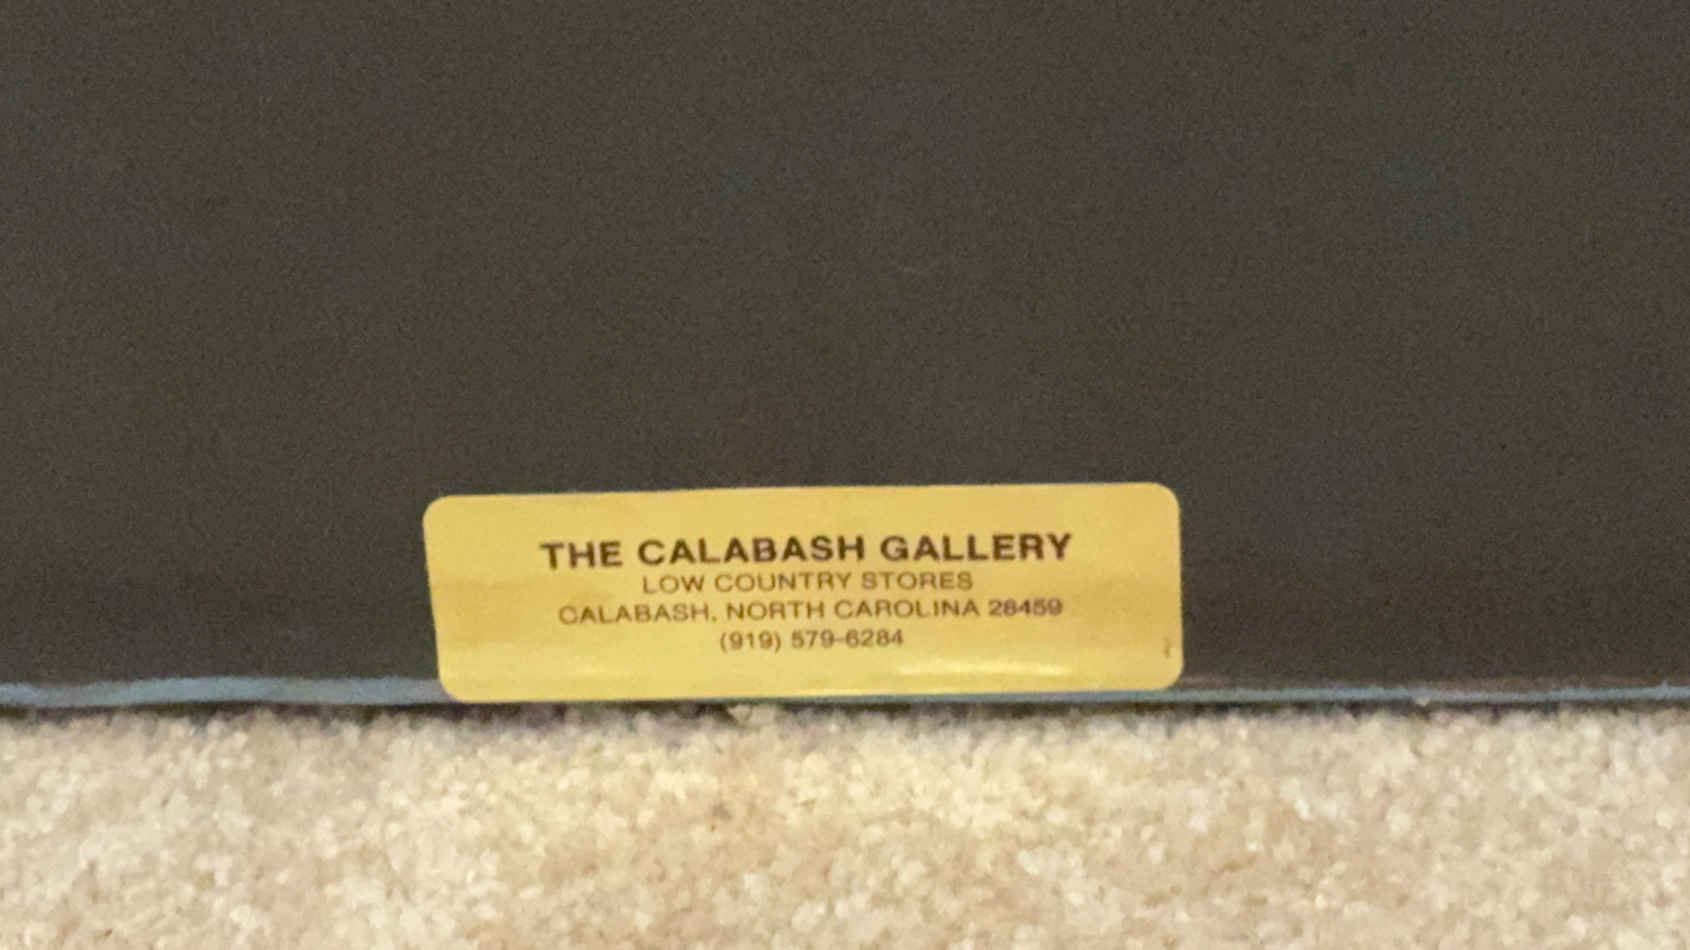 THE CALABASH GALLERY
LOW COUNTRY STORES
CALABASH, NORTH CAROLINA 28459
(919) 579-6284